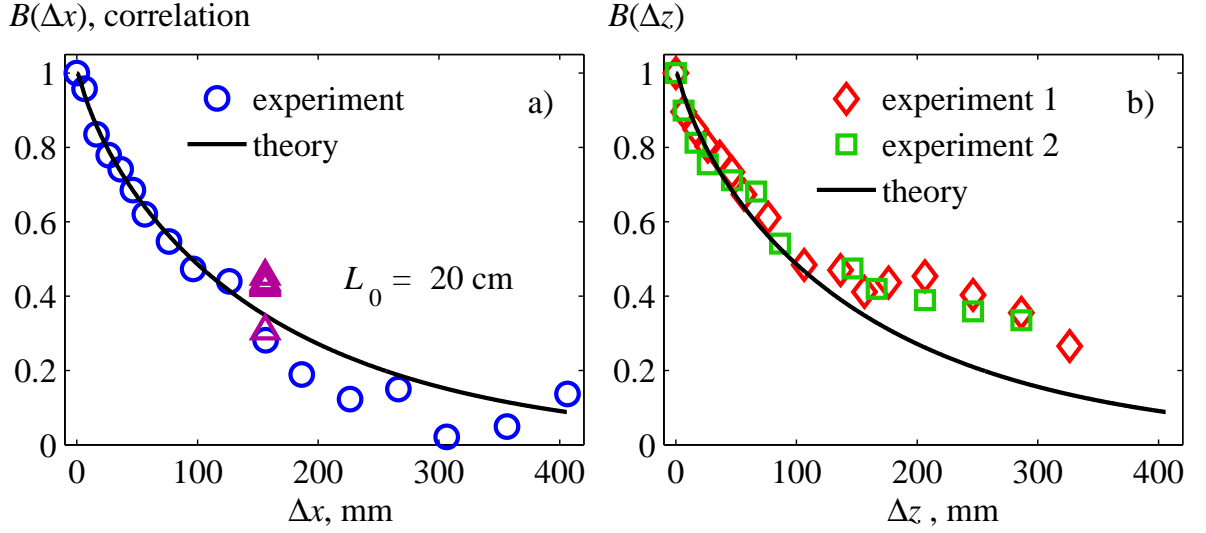 B(Δx), correlation
1
0.8
0.6
0.4
0.2
0
0 100 200 300 400
Δx, mm
experiment
theory
a)
L_0 = 20 cm
B(Δz)
1
0.8
0.6
0.4
0.2
0
0 100 200 300 400
Δz , mm
experiment 1
experiment 2
theory
b)